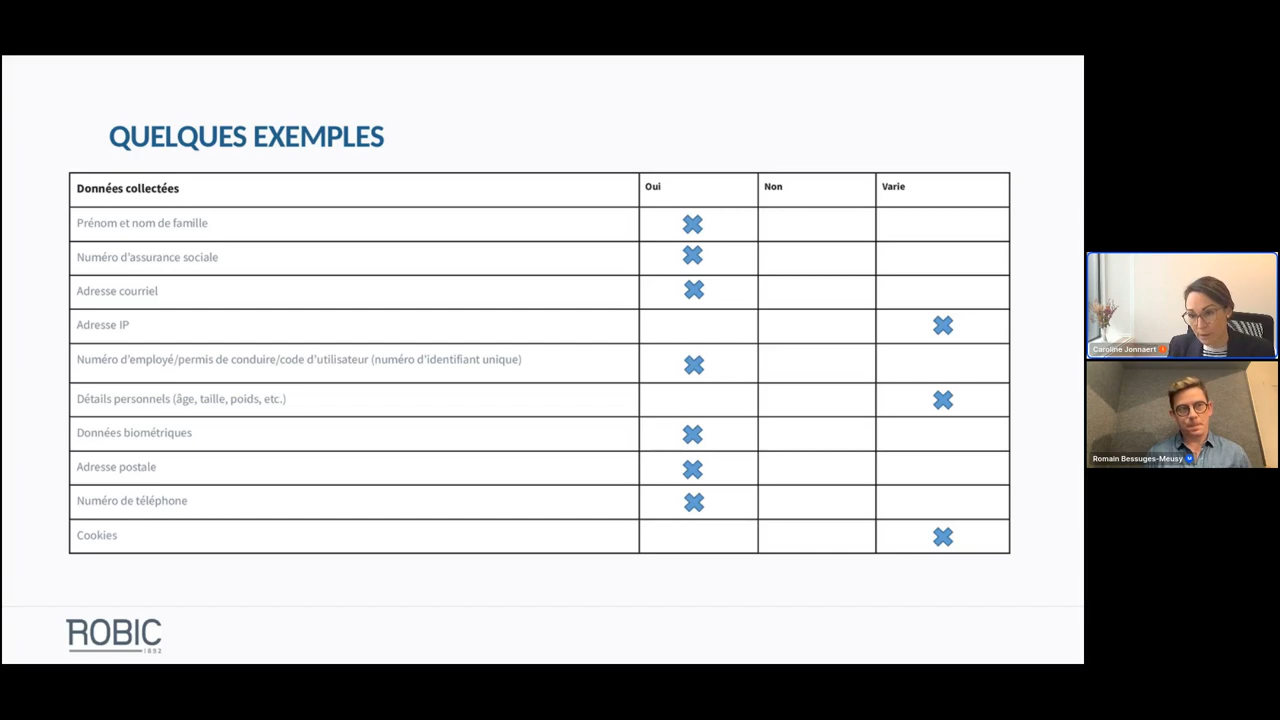 QUELQUES EXEMPLES
Données collectées Oui Non Varie
Prénom et nom de famille
Numéro d'assurance sociale
Adresse courriel
Adresse IP
Numéro d'employé/permis de conduire/code d'utilisateur (numéro d'identifiant unique)
Détails personnels (âge, taille, poids, etc.)
Données biométriques
Adresse postale
Numéro de téléphone
Cookies
ROBIC
1892
Caroline Jonnaert
Romain Bessuges-Meusy